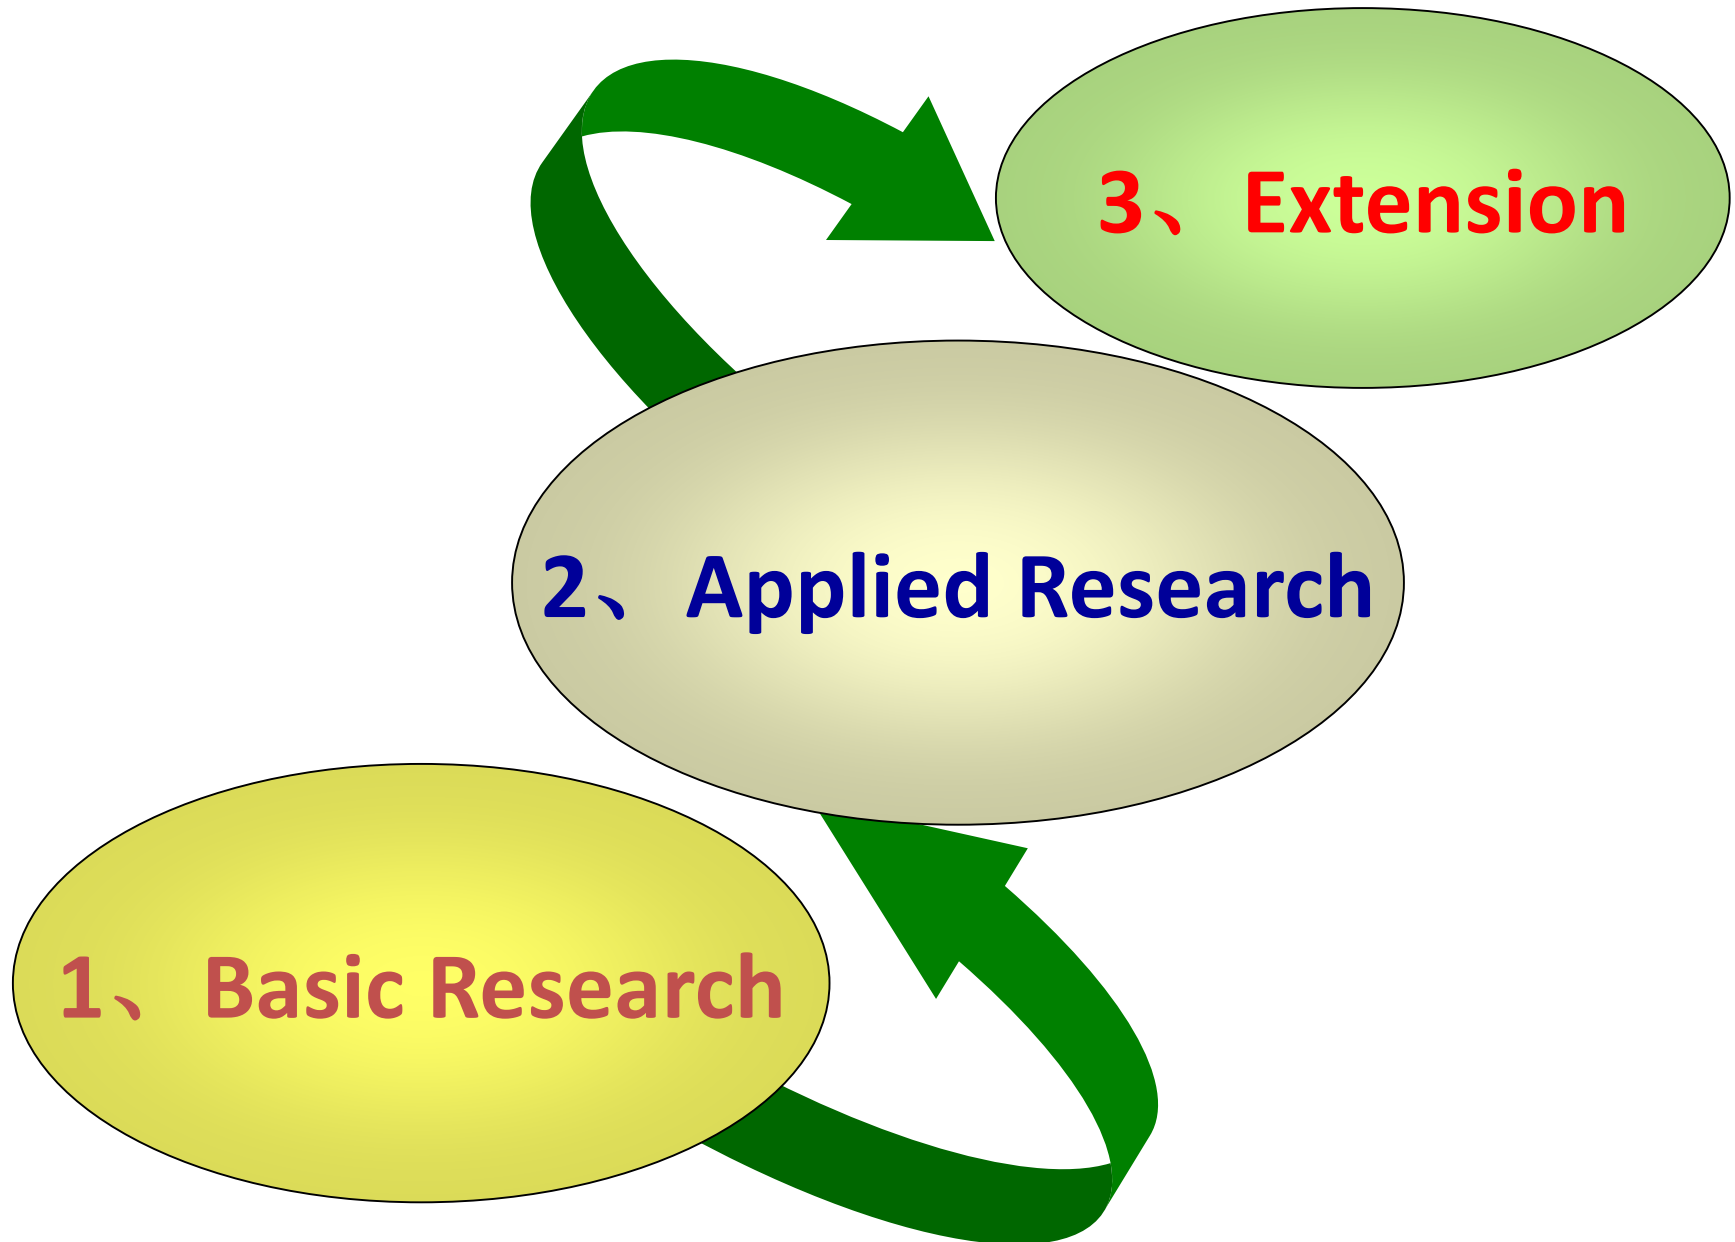 3、 Extension
2、 Applied Research
1、 Basic Research